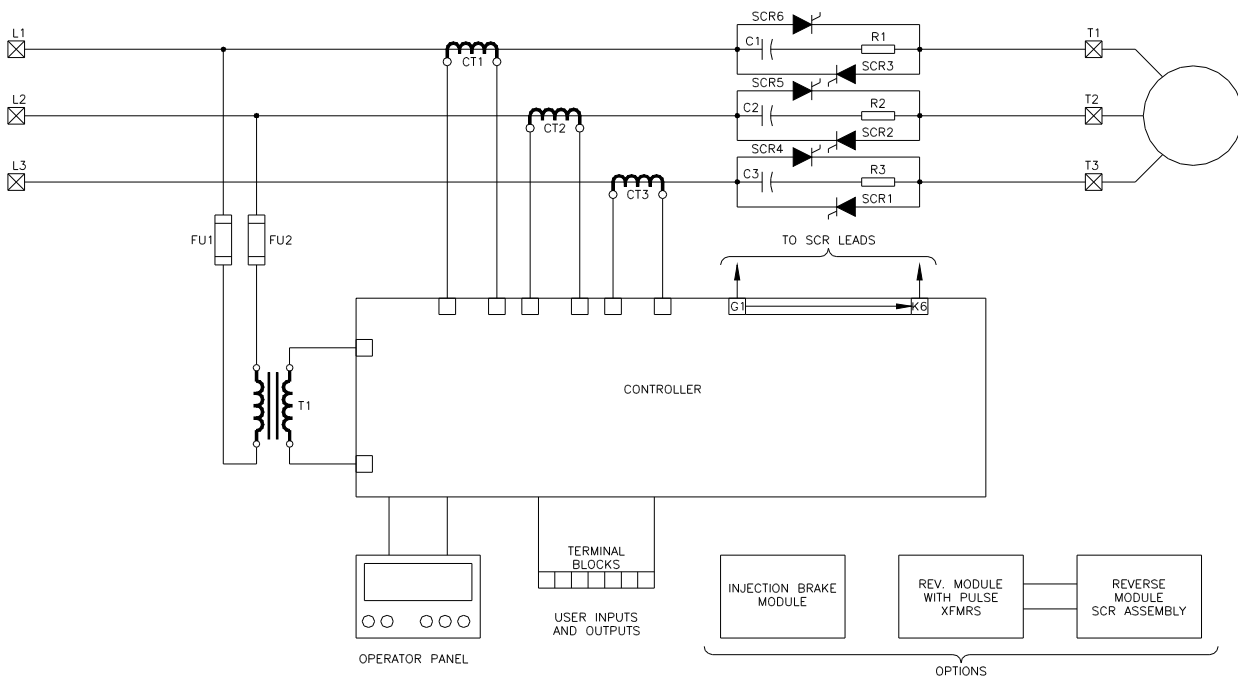 SCR6
L1
C1
R1
T1
CT1
SCR3
SCR5
L2
C2
R2
T2
CT2
SCR2
SCR4
L3
C3
R3
T3
CT3
SCR1
FU1
FU2
TO SCR LEADS
G1
K6
CONTROLLER
T1
TERMINAL
BLOCKS
INJECTION BRAKE
MODULE
REV. MODULE
WITH PULSE
XFMRS
REVERSE
MODULE
SCR ASSEMBLY
USER INPUTS
AND OUTPUTS
OPERATOR PANEL
OPTIONS